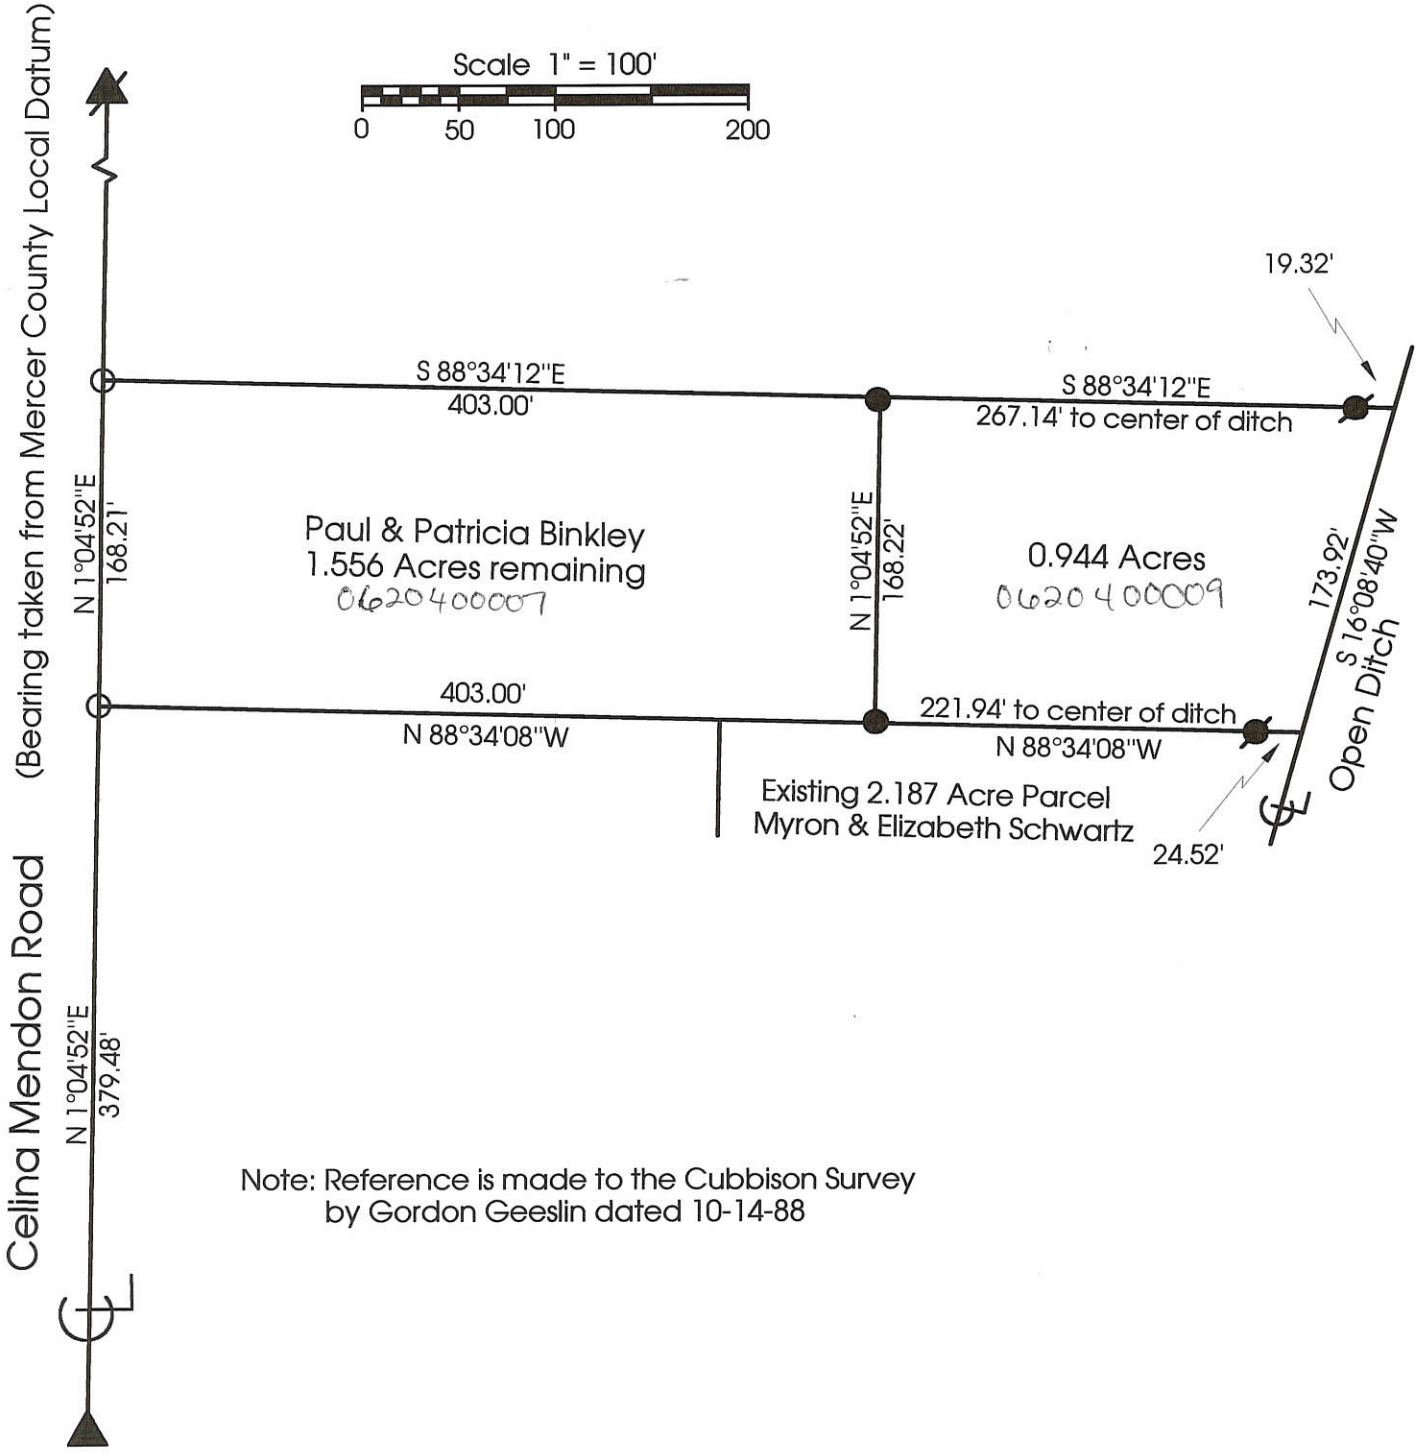 Scale 1" = 100'
0 50 100 200
(Bearing taken from Mercer County Local Datum)
19.32'
S 88°34'12"E
403.00'
S 88°34'12"E
267.14' to center of ditch
N 1°04'52"E
168.21'
Paul & Patricia Binkley
1.556 Acres remaining
0620400007
N 1°04'52"E
168.22'
0.944 Acres
0620400009
173.92'
S 16°08'40"W
Open Ditch
403.00'
N 88°34'08"W
221.94' to center of ditch
N 88°34'08"W
Existing 2.187 Acre Parcel
Myron & Elizabeth Schwartz
24.52'
CL
Celina Mendon Road
N 1°04'52"E
379.48'
Note: Reference is made to the Cubbison Survey
by Gordon Geeslin dated 10-14-88
CL